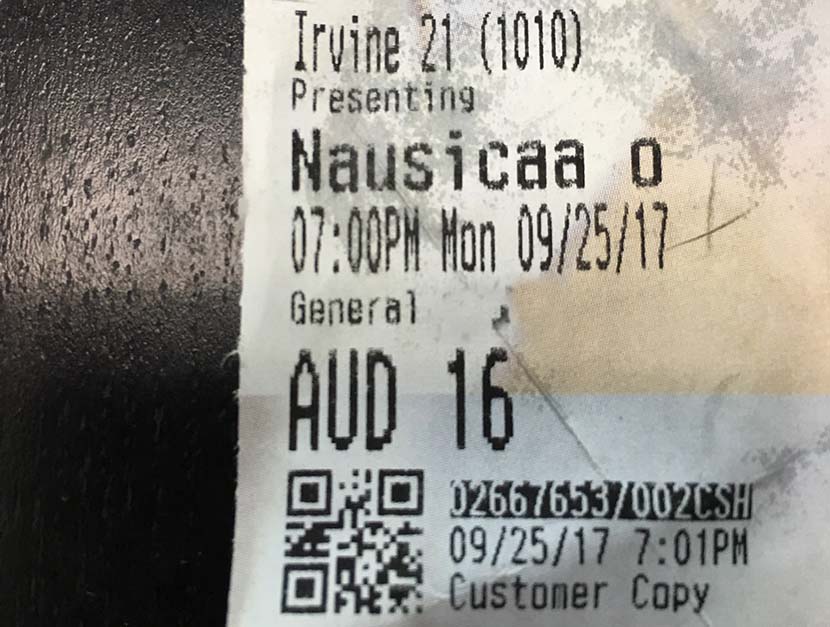 Irvine 21 (1010)
Presenting
Nausicaa o
07:00PM Mon 09/25/17
General
AUD 16
02667653/002CSH
09/25/17 7:01PM
Customer Copy